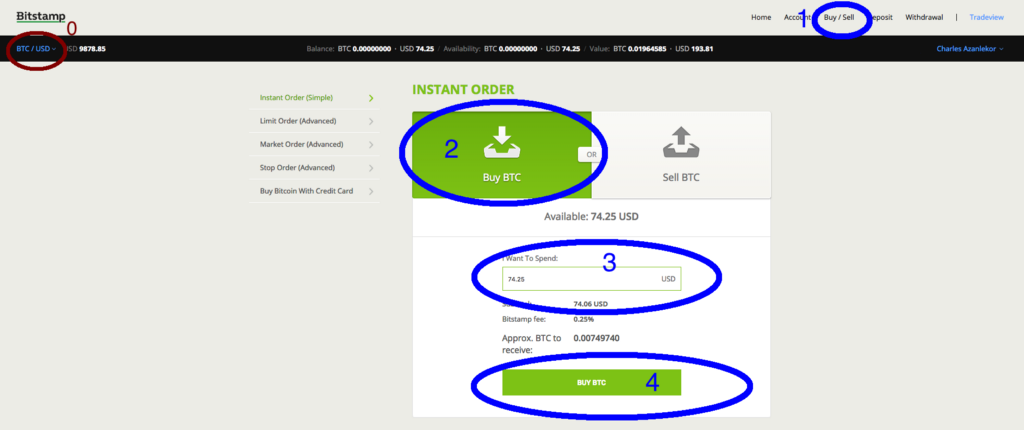 Bitstamp
0
1
Home Account Buy / Sell Deposit Withdrawal | Tradeview
BTC / USD USD 9878.85 Balance: BTC 0.00000000 · USD 74.25 / Availability: BTC 0.00000000 · USD 74.25 / Value: BTC 0.01964585 · USD 193.81 Charles Azanlekor
INSTANT ORDER
Instant Order (Simple)
Limit Order (Advanced)
Market Order (Advanced)
Stop Order (Advanced)
Buy Bitcoin With Credit Card
2
Buy BTC
OR
Sell BTC
Available: 74.25 USD
I Want To Spend:
3
74.25 USD
74.06 USD
Bitstamp fee: 0.25%
Approx. BTC to 0.00749740
receive:
BUY BTC
4